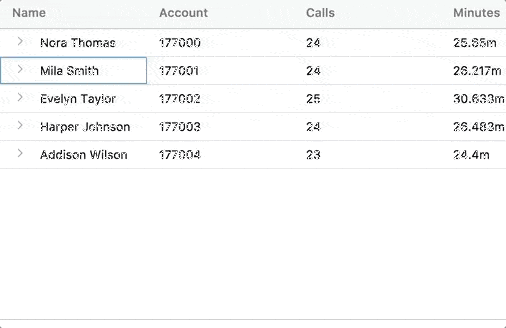 Name Account Calls Minutes
Nora Thomas 177000 24 25.65m
Mila Smith 177001 24 26.217m
Evelyn Taylor 177002 25 30.633m
Harper Johnson 177003 24 26.483m
Addison Wilson 177004 23 24.4m